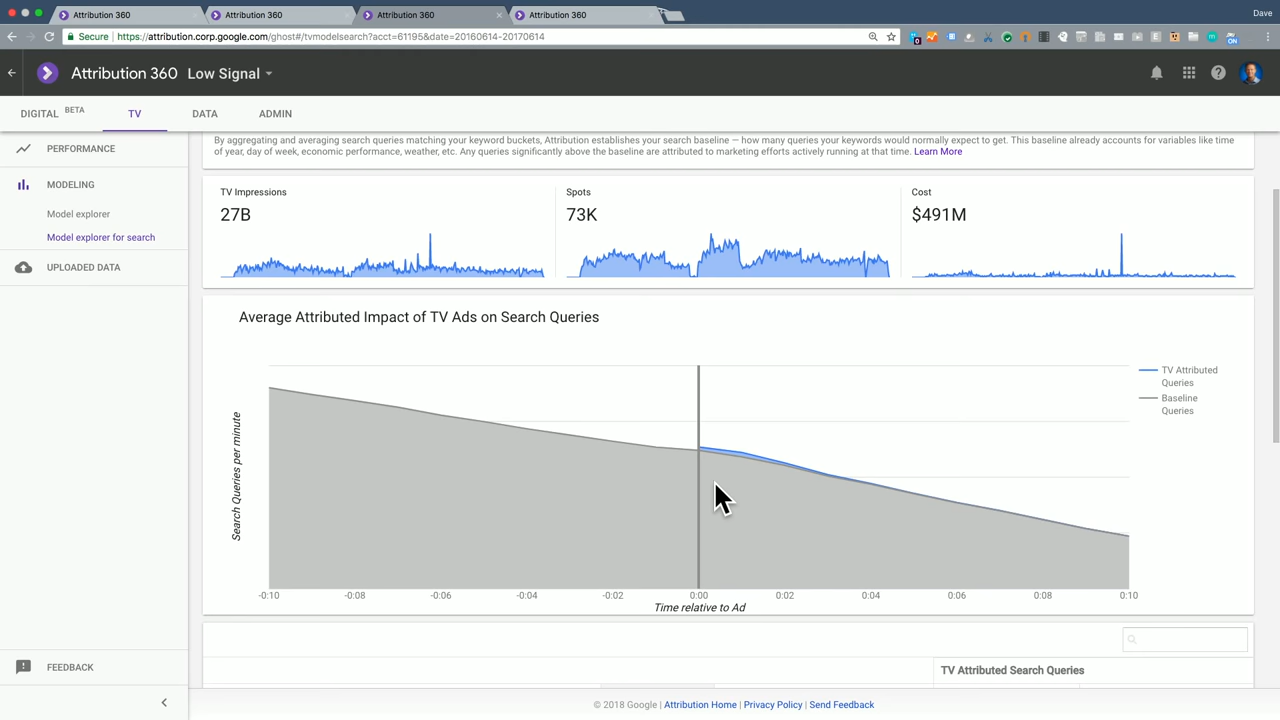 Attribution 360
Attribution 360
Attribution 360
Attribution 360
Dave
Secure
https://attribution.corp.google.com/ghost#/tvmodelsearch?acct=61195&date=20160614-20170614
Attribution 360 Low Signal
DIGITAL BETA
TV
DATA
ADMIN
PERFORMANCE
MODELING
Model explorer
Model explorer for search
UPLOADED DATA
FEEDBACK
By aggregating and averaging search queries matching your keyword buckets, Attribution establishes your search baseline — how many queries your keywords would normally expect to get. This baseline already accounts for variables like time
of year, day of week, economic performance, weather, etc. Any queries significantly above the baseline are attributed to marketing efforts actively running at that time. Learn More
TV Impressions
27B
Spots
73K
Cost
$491M
Average Attributed Impact of TV Ads on Search Queries
Search Queries per minute
TV Attributed
Queries
Baseline
Queries
-0:10 -0:08 -0:06 -0:04 -0:02 0:00 0:02 0:04 0:06 0:08 0:10
Time relative to Ad
TV Attributed Search Queries
© 2018 Google | Attribution Home | Privacy Policy | Send Feedback